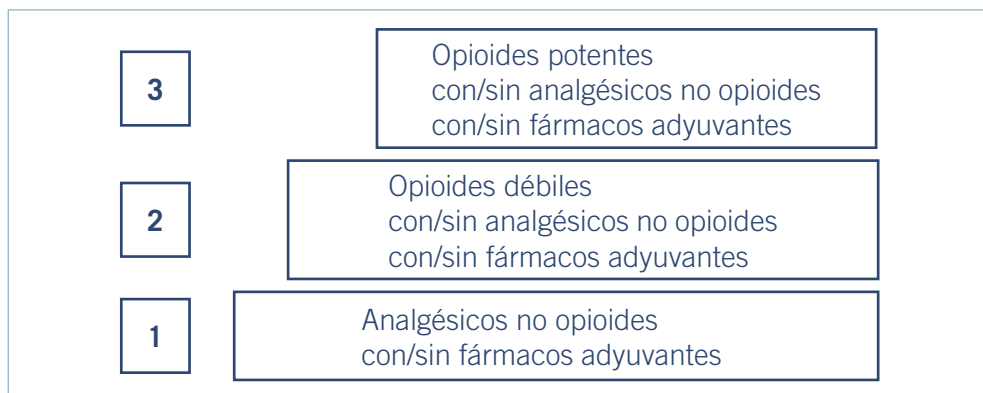 3
Opioides potentes
con/sin analgésicos no opioides
con/sin fármacos adyuvantes
2
Opioides débiles
con/sin analgésicos no opioides
con/sin fármacos adyuvantes
1
Analgésicos no opioides
con/sin fármacos adyuvantes